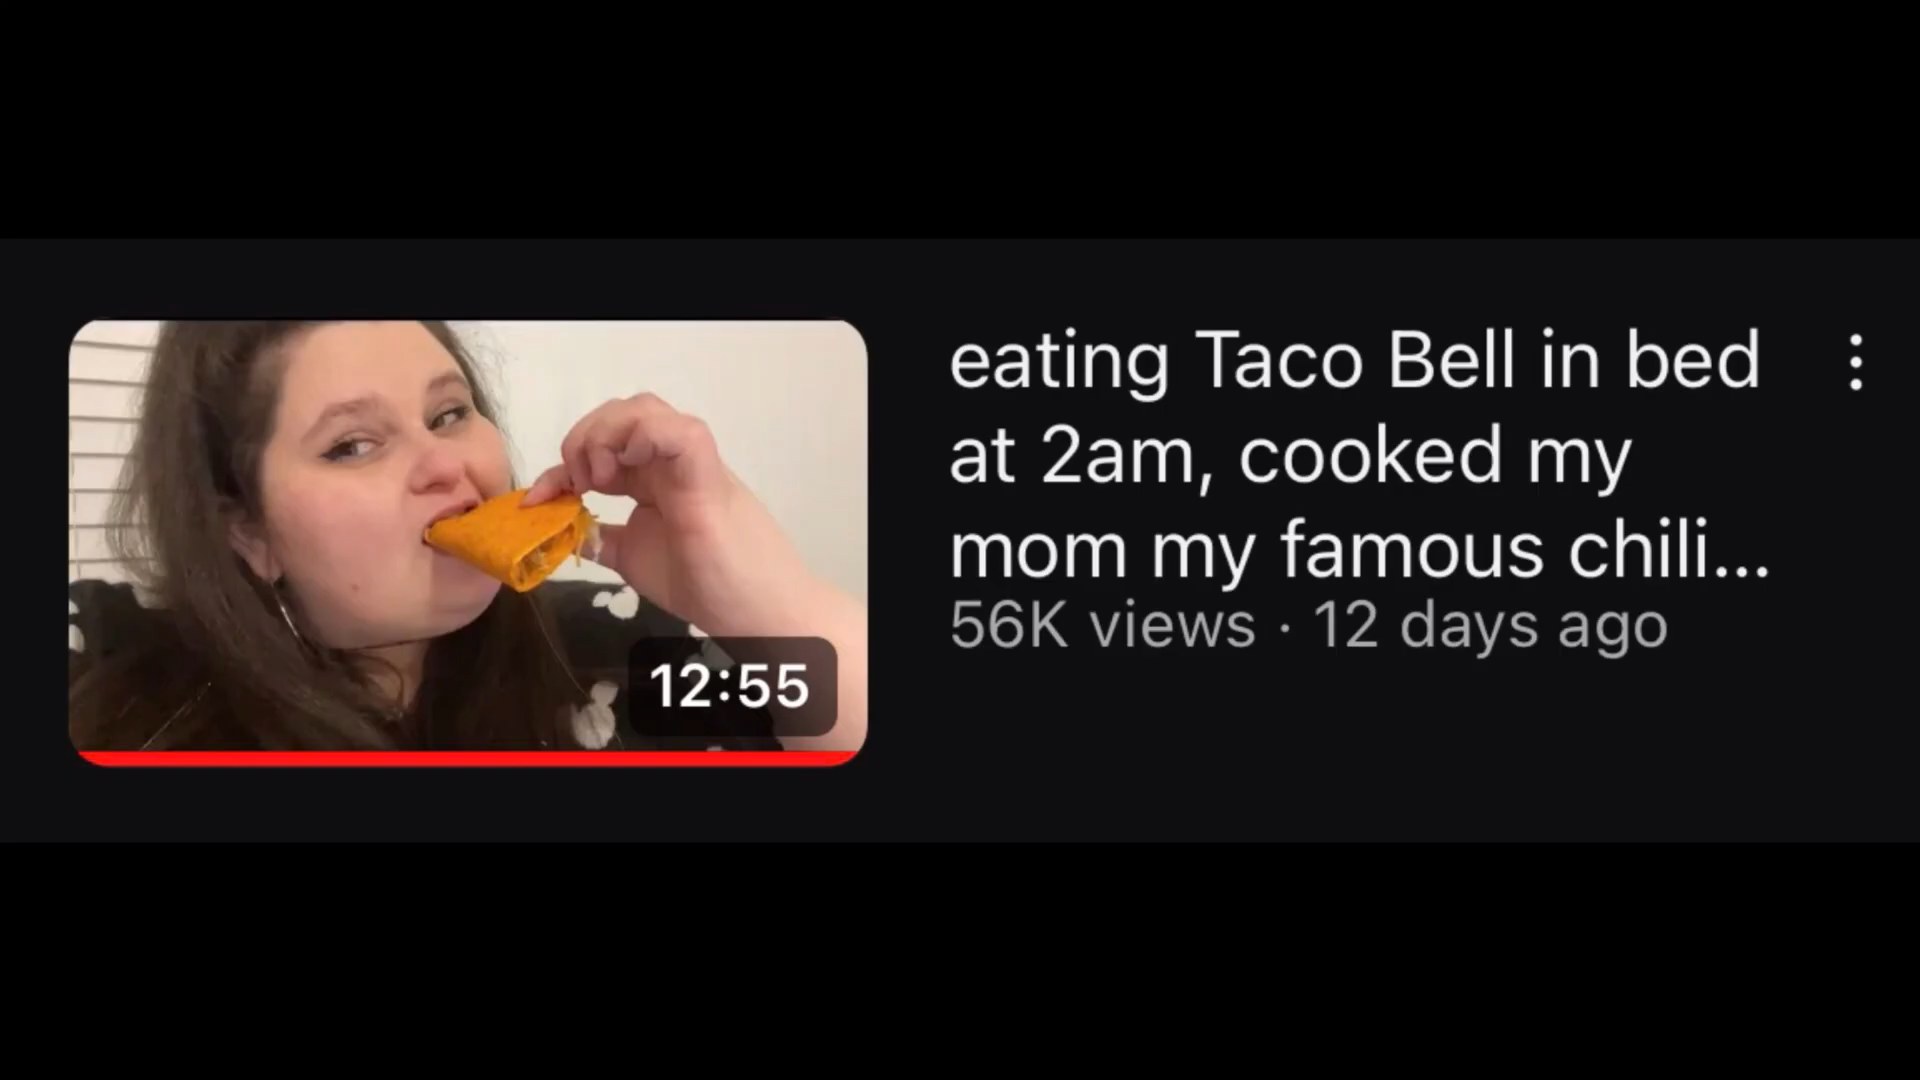 eating Taco Bell in bed
at 2am, cooked my
mom my famous chili...
56K views · 12 days ago
12:55